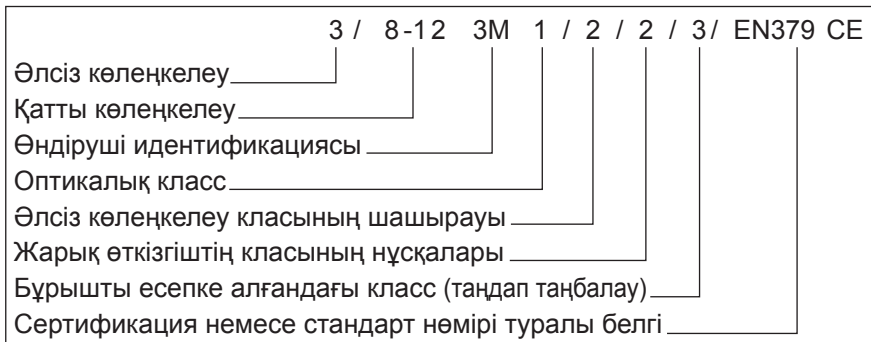 3 / 8-12 3M 1 / 2 / 2 / 3 / EN379 CE
Әлсіз көлеңкелеу
Қатты көлеңкелеу
Өндіруші идентификациясы
Оптикалық класс
Әлсіз көлеңкелеу класының шашырауы
Жарық өткізгіштің класының нұсқалары
Бұрышты есепке алғандағы класс (таңдап таңбалау)
Сертификация немесе стандарт нөмірі туралы белгі